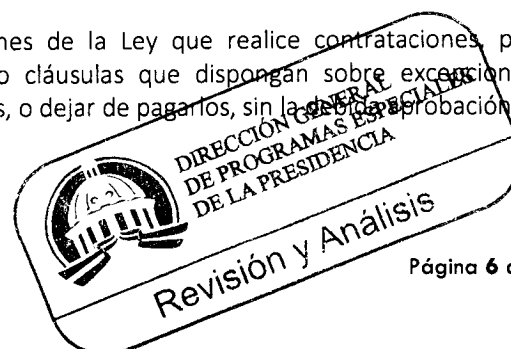 nes de la Ley que realice contrataciones, p
o cláusulas que dispongan sobre excepcion
s, o dejar de pagarlos, sin la debida aprobación
DIRECCIÓN GENERAL
DE PROGRAMAS ESPECIALES
DE LA PRESIDENCIA
Revisión y Análisis
Página 6 d